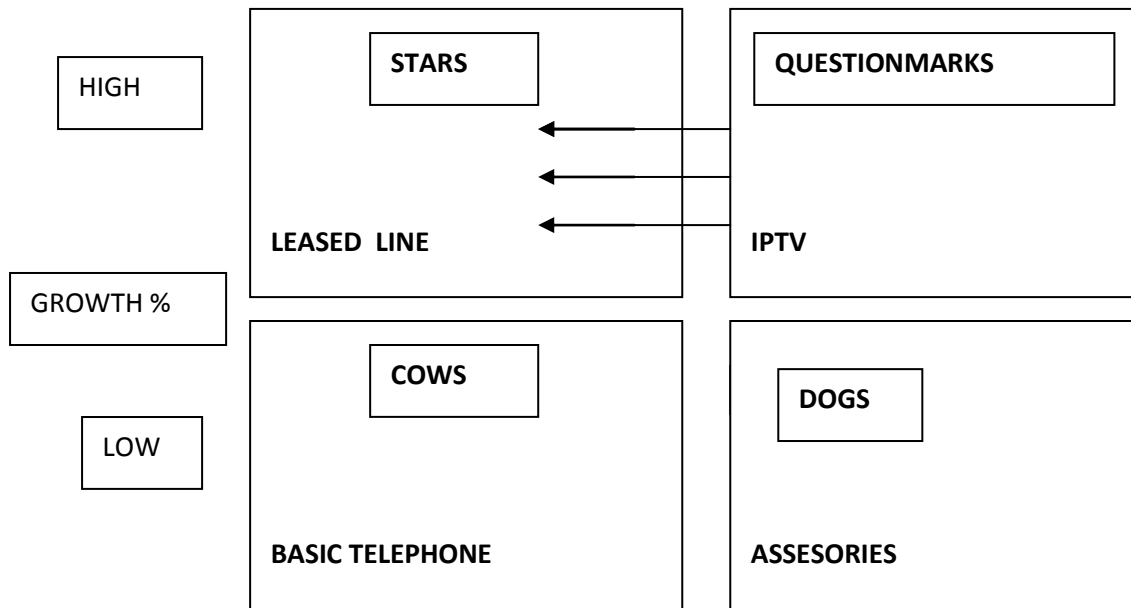 STARS
QUESTIONMARKS
HIGH
LEASED LINE
IPTV
GROWTH %
COWS
DOGS
LOW
BASIC TELEPHONE
ASSESORIES